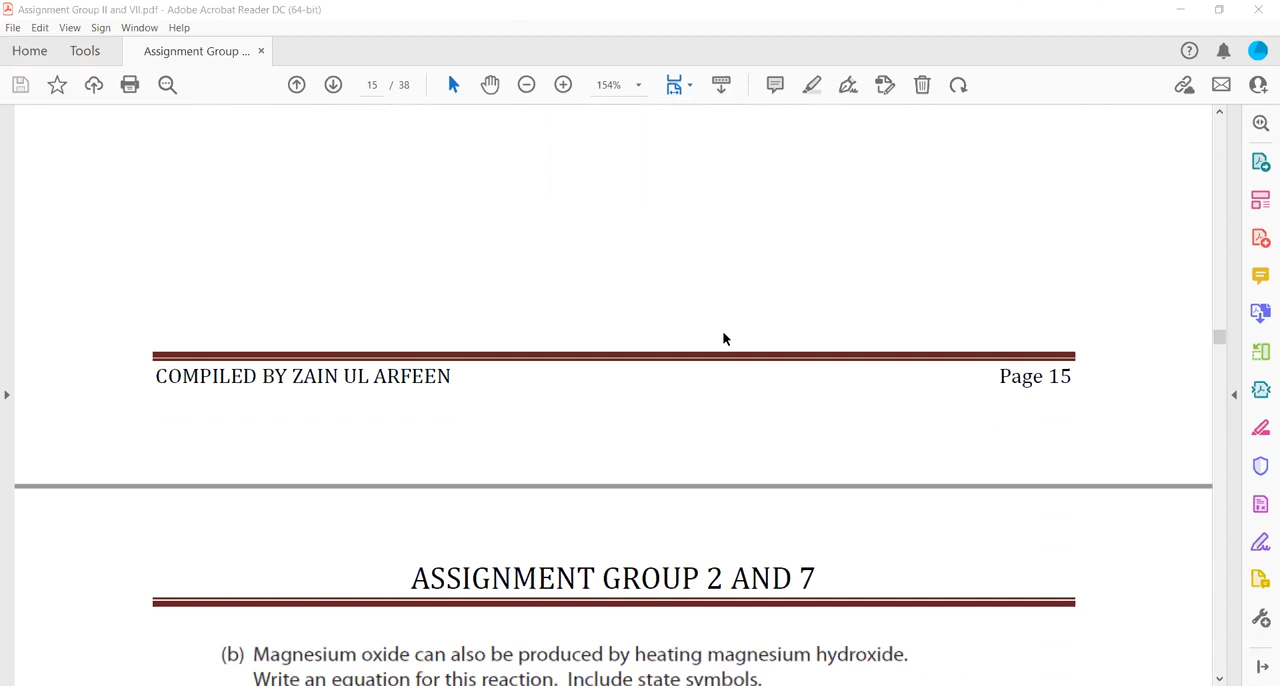 Assignment Group II and VII.pdf - Adobe Acrobat Reader DC (64-bit)
File Edit View Sign Window Help
Home Tools Assignment Group ... ×
15 / 38 154%
COMPILED BY ZAIN UL ARFEEN Page 15
ASSIGNMENT GROUP 2 AND 7
(b) Magnesium oxide can also be produced by heating magnesium hydroxide.
Write an equation for this reaction. Include state symbols.